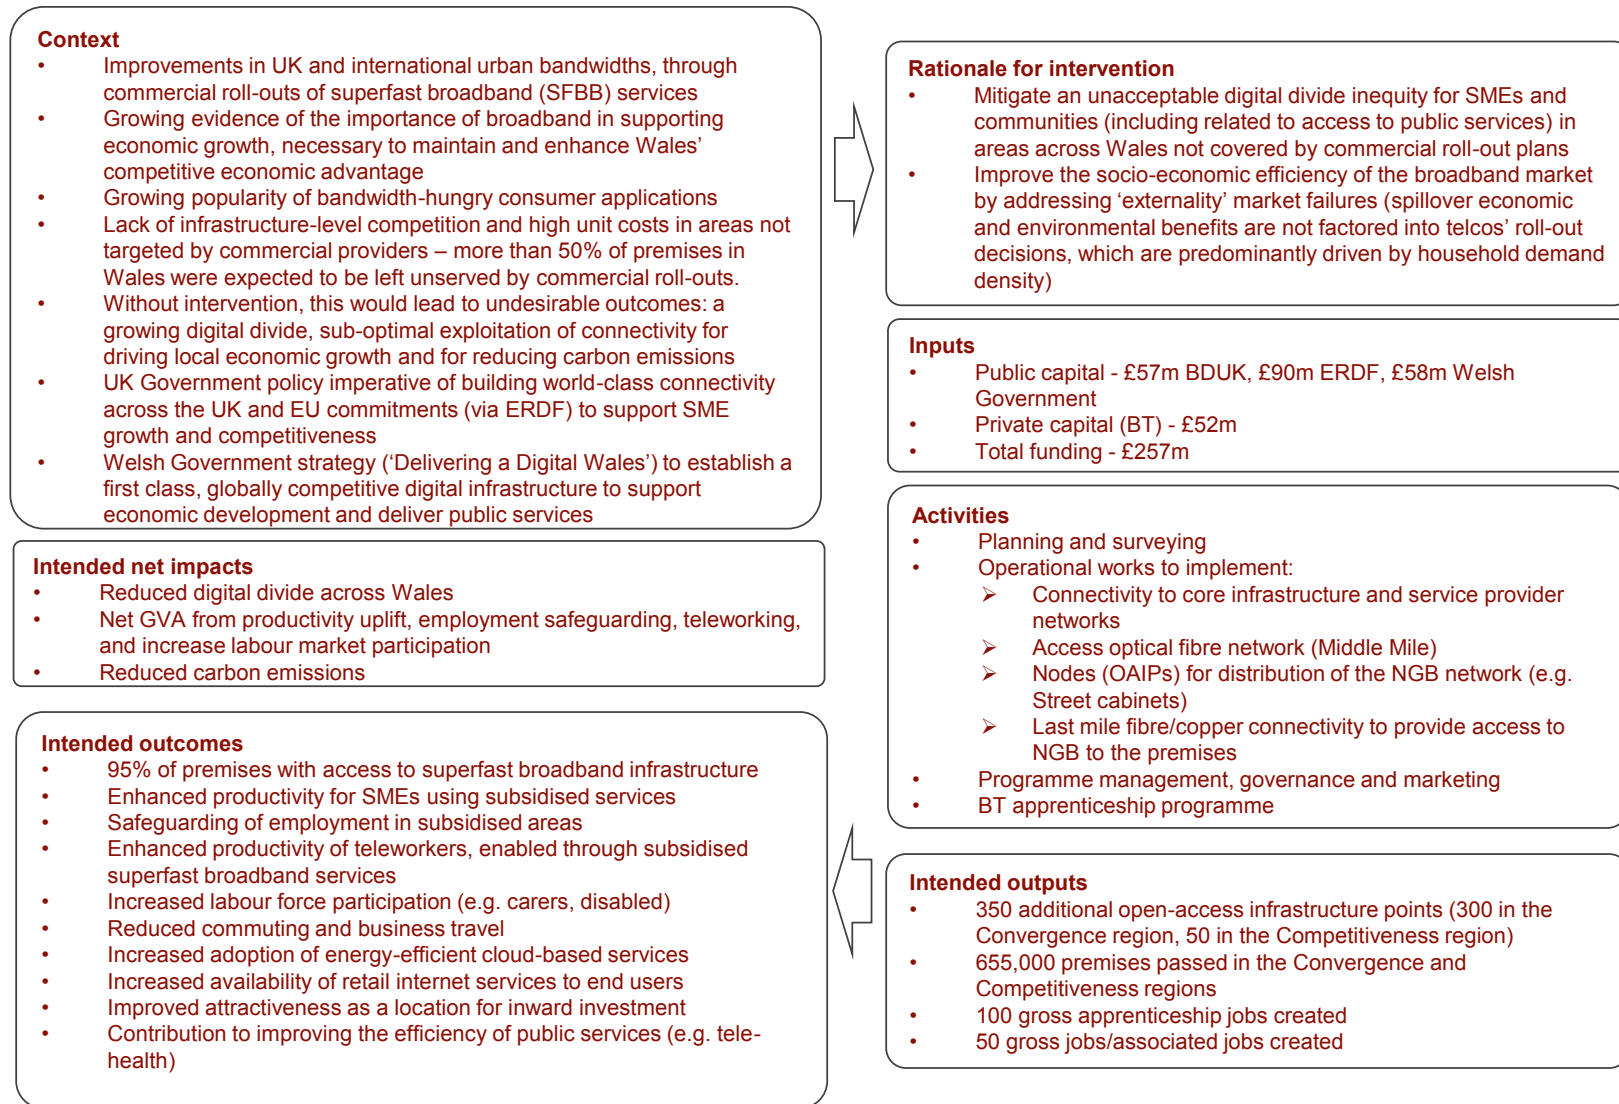 Context
• Improvements in UK and international urban bandwidths, through
commercial roll-outs of superfast broadband (SFBB) services
• Growing evidence of the importance of broadband in supporting
economic growth, necessary to maintain and enhance Wales'
competitive economic advantage
• Growing popularity of bandwidth-hungry consumer applications
• Lack of infrastructure-level competition and high unit costs in areas not
targeted by commercial providers – more than 50% of premises in
Wales were expected to be left unserved by commercial roll-outs.
• Without intervention, this would lead to undesirable outcomes: a
growing digital divide, sub-optimal exploitation of connectivity for
driving local economic growth and for reducing carbon emissions
• UK Government policy imperative of building world-class connectivity
across the UK and EU commitments (via ERDF) to support SME
growth and competitiveness
• Welsh Government strategy ('Delivering a Digital Wales') to establish a
first class, globally competitive digital infrastructure to support
economic development and deliver public services
Rationale for intervention
• Mitigate an unacceptable digital divide inequity for SMEs and
communities (including related to access to public services) in
areas across Wales not covered by commercial roll-out plans
• Improve the socio-economic efficiency of the broadband market
by addressing 'externality' market failures (spillover economic
and environmental benefits are not factored into telcos' roll-out
decisions, which are predominantly driven by household demand
density)
Inputs
• Public capital - £57m BDUK, £90m ERDF, £58m Welsh
Government
• Private capital (BT) - £52m
• Total funding - £257m
Activities
• Planning and surveying
• Operational works to implement:
➢ Connectivity to core infrastructure and service provider
networks
➢ Access optical fibre network (Middle Mile)
➢ Nodes (OAIPs) for distribution of the NGB network (e.g.
Street cabinets)
➢ Last mile fibre/copper connectivity to provide access to
NGB to the premises
• Programme management, governance and marketing
• BT apprenticeship programme
Intended outputs
• 350 additional open-access infrastructure points (300 in the
Convergence region, 50 in the Competitiveness region)
• 655,000 premises passed in the Convergence and
Competitiveness regions
• 100 gross apprenticeship jobs created
• 50 gross jobs/associated jobs created
Intended net impacts
• Reduced digital divide across Wales
• Net GVA from productivity uplift, employment safeguarding, teleworking,
and increase labour market participation
• Reduced carbon emissions
Intended outcomes
• 95% of premises with access to superfast broadband infrastructure
• Enhanced productivity for SMEs using subsidised services
• Safeguarding of employment in subsidised areas
• Enhanced productivity of teleworkers, enabled through subsidised
superfast broadband services
• Increased labour force participation (e.g. carers, disabled)
• Reduced commuting and business travel
• Increased adoption of energy-efficient cloud-based services
• Increased availability of retail internet services to end users
• Improved attractiveness as a location for inward investment
• Contribution to improving the efficiency of public services (e.g. tele-
health)